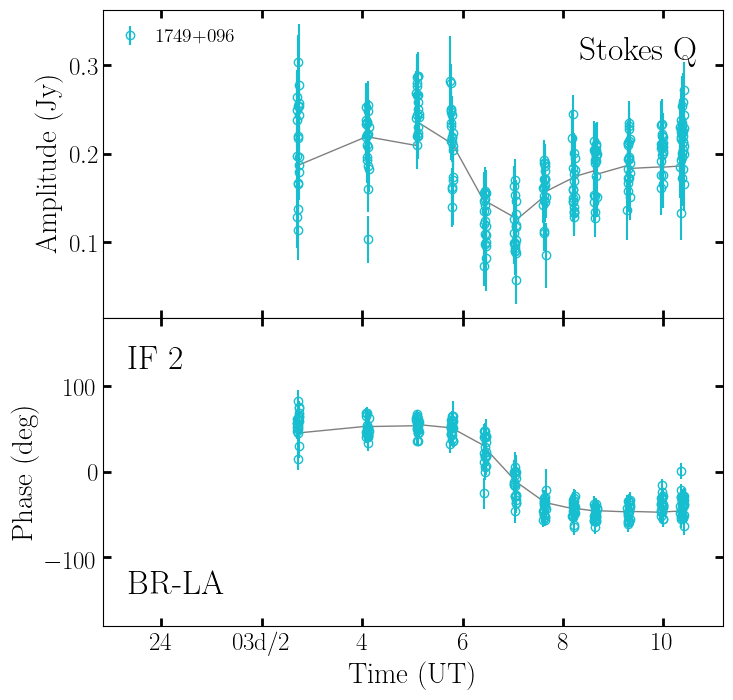 1749+096
Stokes Q
0.3
0.2
0.1
Amplitude (Jy)
IF 2
100
0
−100
Phase (deg)
BR-LA
24 03d/2 4 6 8 10
Time (UT)